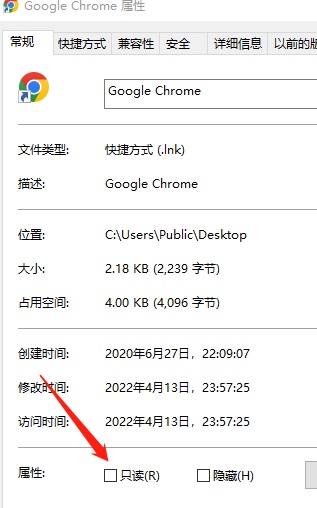 Google Chrome 属性
常规 快捷方式 兼容性 安全 详细信息 以前的版
Google Chrome
文件类型: 快捷方式 (.lnk)
描述: Google Chrome
位置: C:\Users\Public\Desktop
大小: 2.18 KB (2,239 字节)
占用空间: 4.00 KB (4,096 字节)
创建时间: 2020年6月27日，22:09:07
修改时间: 2022年4月13日，23:57:25
访问时间: 2022年4月13日，23:57:25
属性: 只读(R) 隐藏(H)